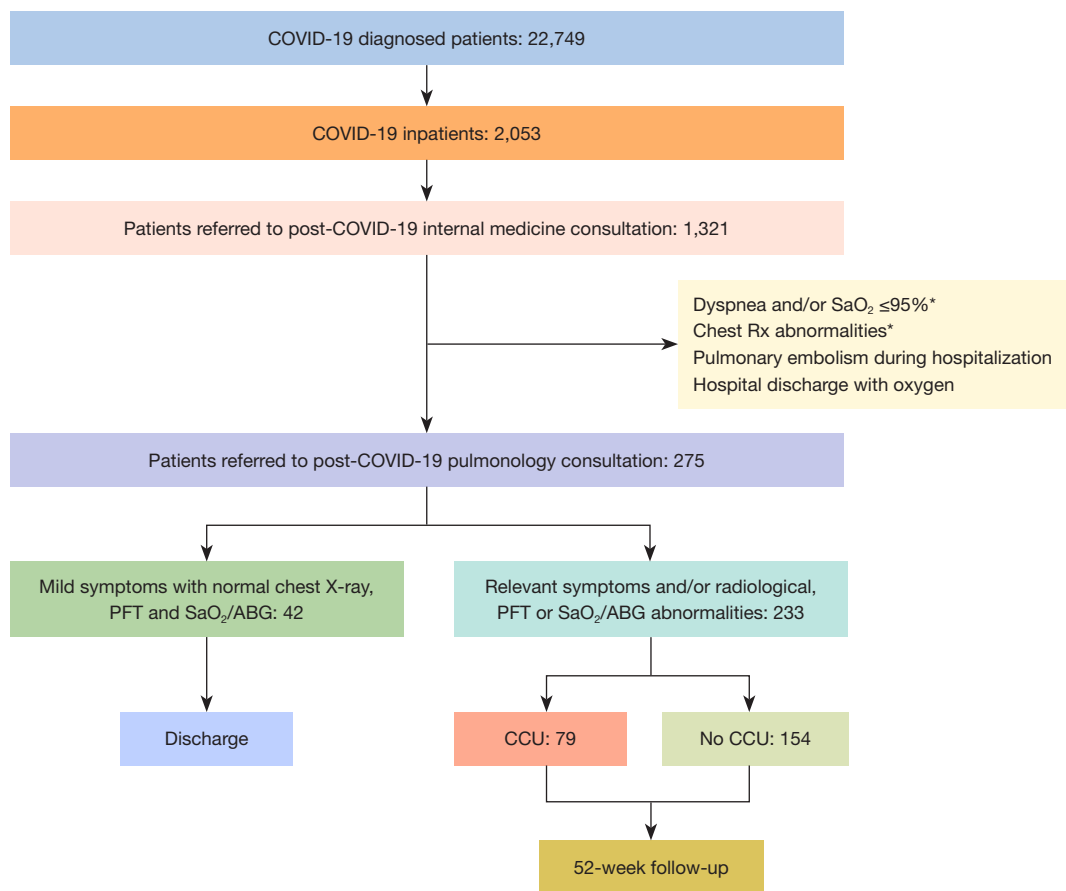 COVID-19 diagnosed patients: 22,749
COVID-19 inpatients: 2,053
Patients referred to post-COVID-19 internal medicine consultation: 1,321
Dyspnea and/or SaO₂ ≤95%*
Chest Rx abnormalities*
Pulmonary embolism during hospitalization
Hospital discharge with oxygen
Patients referred to post-COVID-19 pulmonology consultation: 275
Mild symptoms with normal chest X-ray,
PFT and SaO₂/ABG: 42
Relevant symptoms and/or radiological,
PFT or SaO₂/ABG abnormalities: 233
Discharge
CCU: 79
No CCU: 154
52-week follow-up